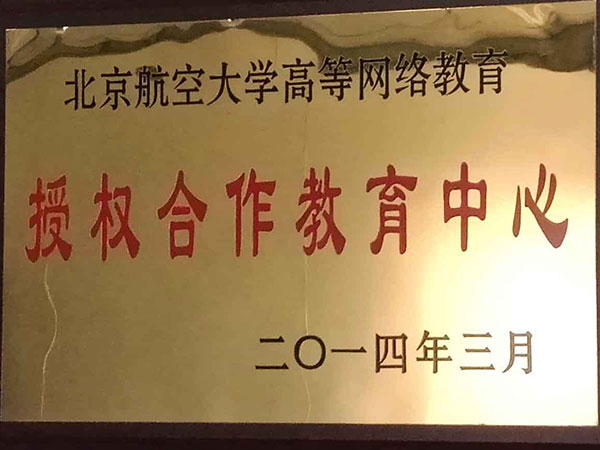 北京航空大学高等网络教育
授权合作教育中心
二〇一四年三月